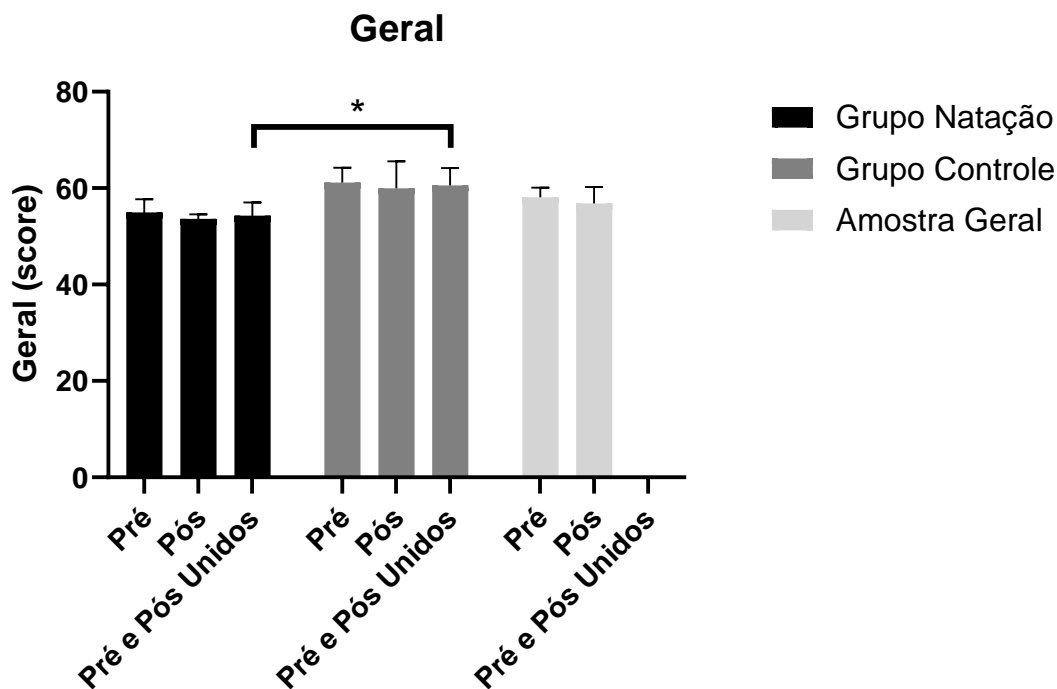 Geral
*
Grupo Natação
Grupo Controle
Amostra Geral
Geral (score)
80
60
40
20
0
Pré
Pós
Pré e Pós Unidos
Pré
Pós
Pré e Pós Unidos
Pré
Pós
Pré e Pós Unidos